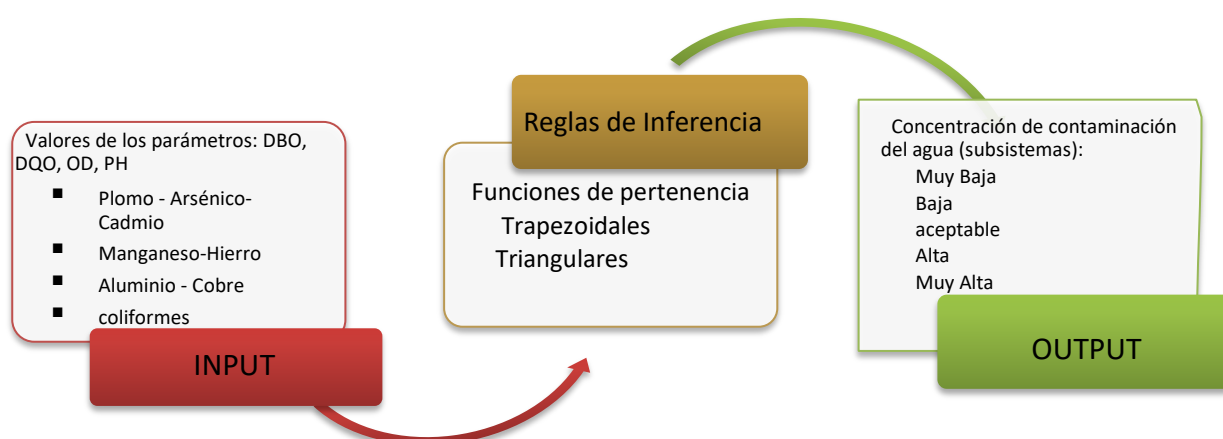 Valores de los parámetros: DBO,
DQO, OD, PH
▪ Plomo - Arsénico-
Cadmio
▪ Manganeso-Hierro
▪ Aluminio - Cobre
▪ coliformes
INPUT
Reglas de Inferencia
Funciones de pertenencia
Trapezoidales
Triangulares
Concentración de contaminación
del agua (subsistemas):
Muy Baja
Baja
aceptable
Alta
Muy Alta
OUTPUT